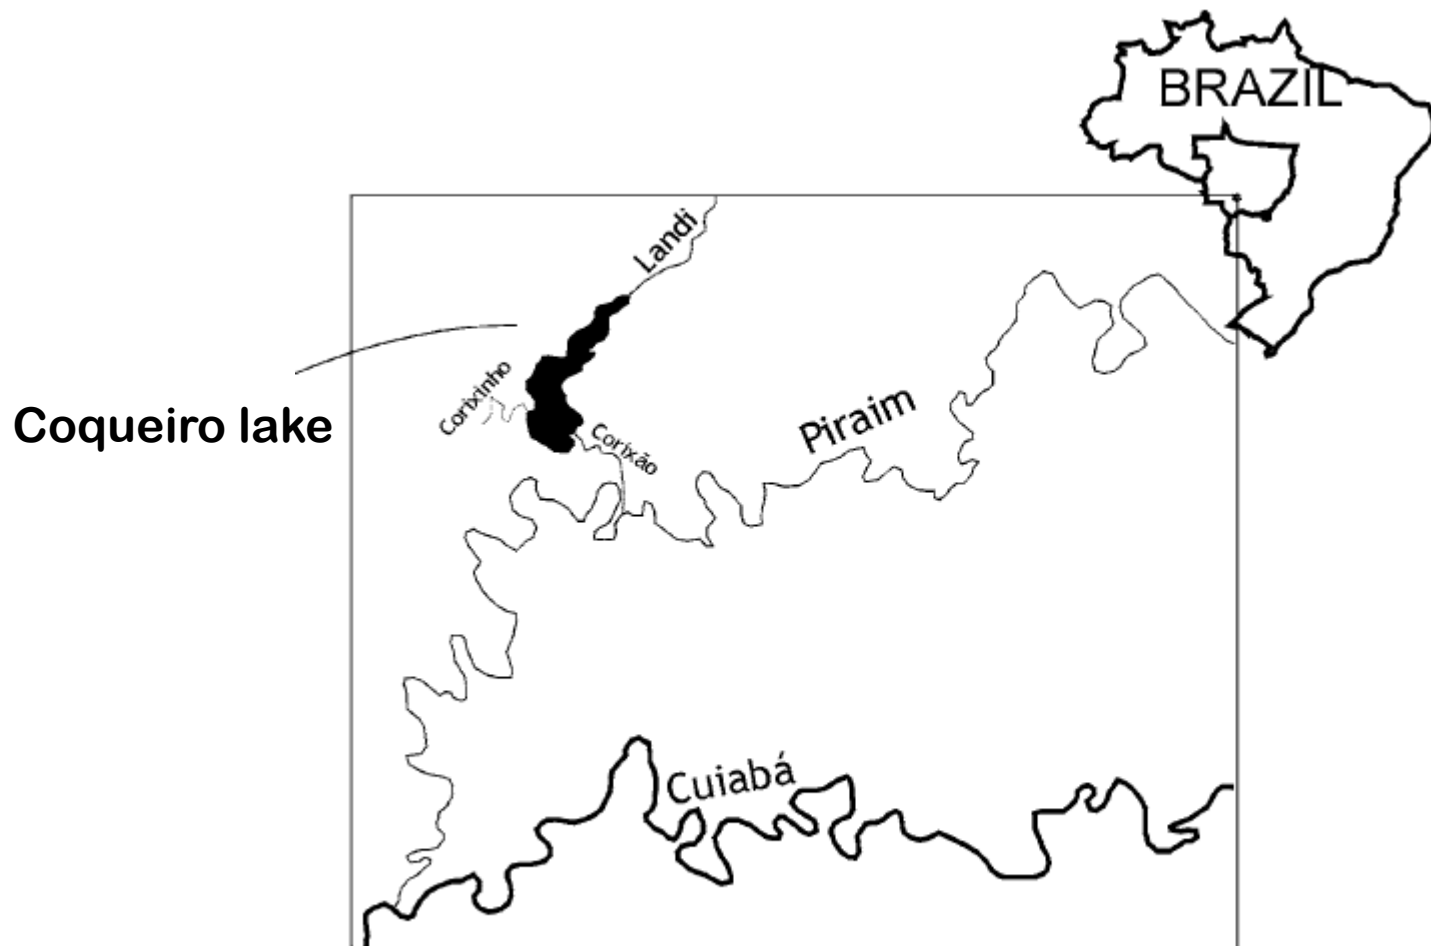 BRAZIL
Landi
Corixinho
Coqueiro lake
Corixão
Piraim
Cuiabá